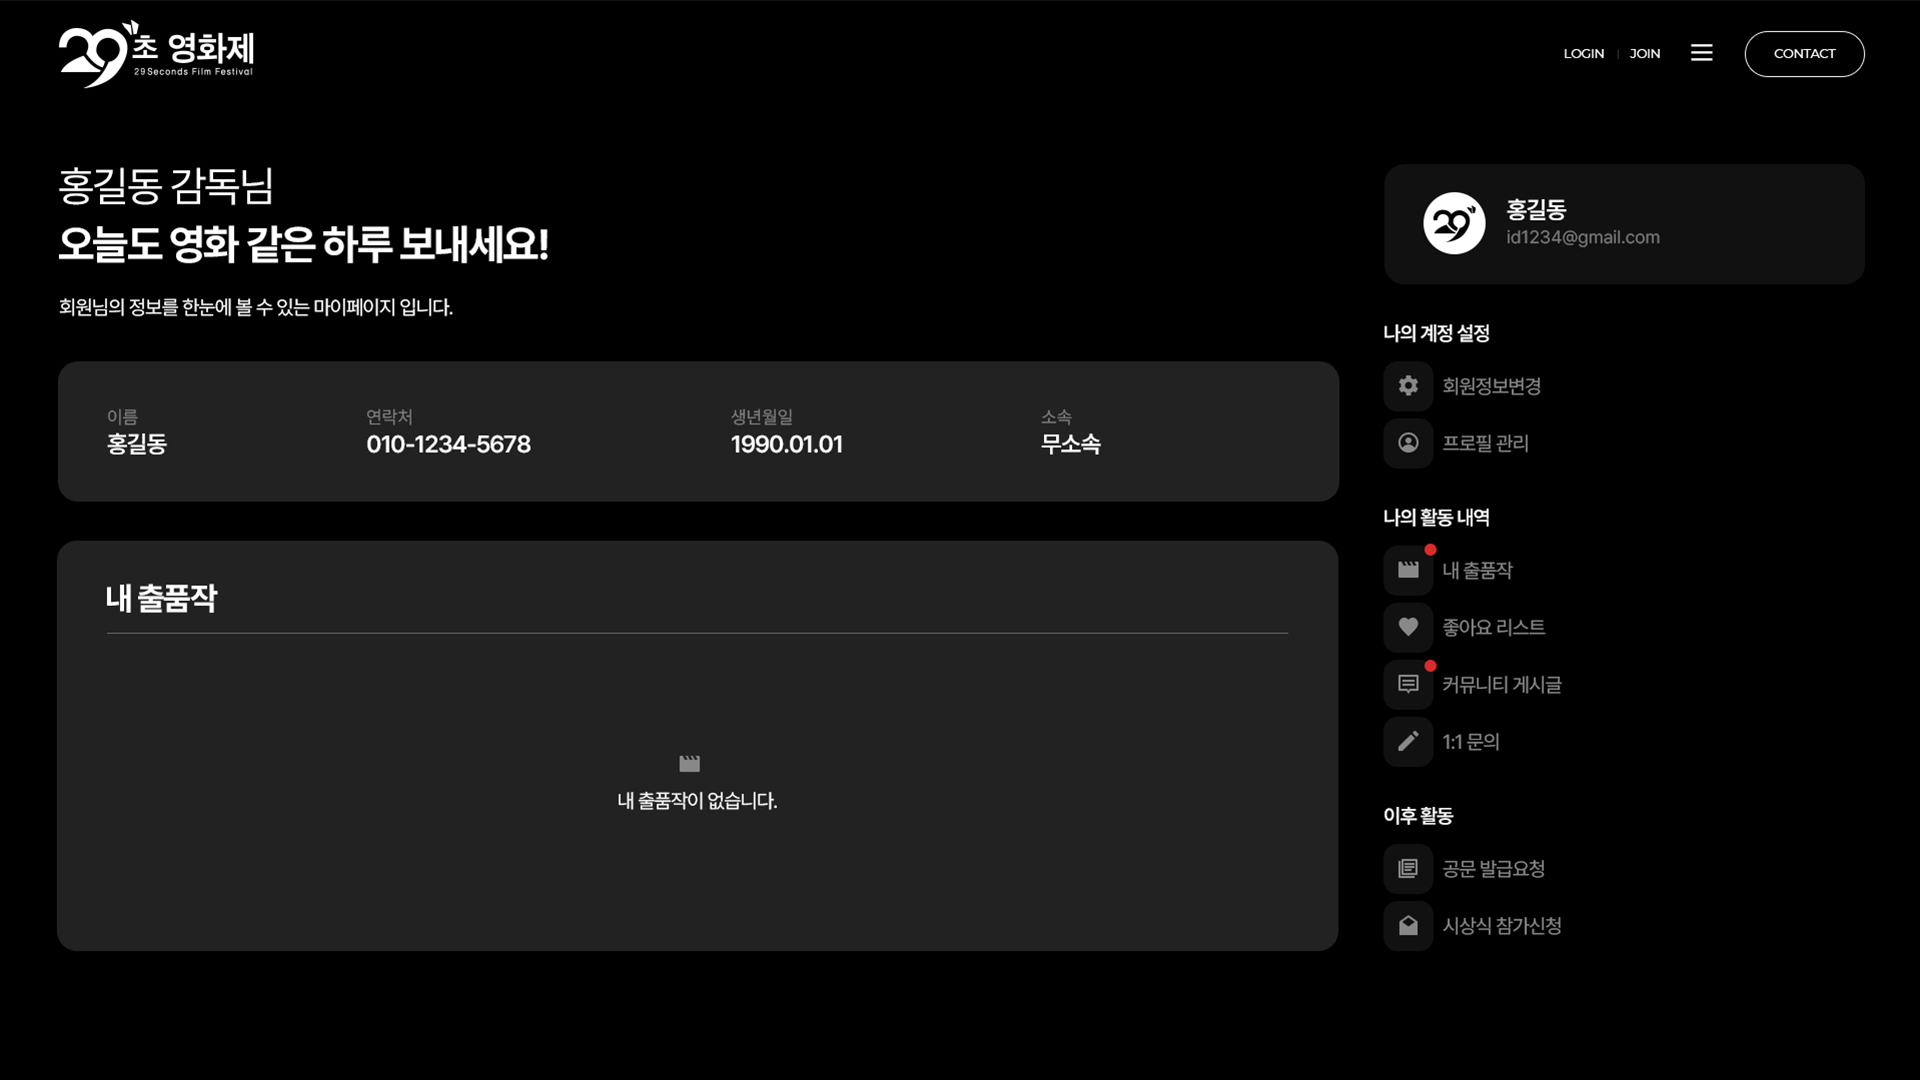 29초 영화제
29Seconds Film Festival
LOGIN | JOIN
CONTACT
홍길동 감독님
오늘도 영화 같은 하루 보내세요!
회원님의 정보를 한눈에 볼 수 있는 마이페이지 입니다.
이름
홍길동
연락처
010-1234-5678
생년월일
1990.01.01
소속
무소속
내 출품작
내 출품작이 없습니다.
29
홍길동
id1234@gmail.com
나의 계정 설정
회원정보변경
프로필 관리
나의 활동 내역
내 출품작
좋아요 리스트
커뮤니티 게시글
1:1 문의
이후 활동
공문 발급요청
시상식 참가신청